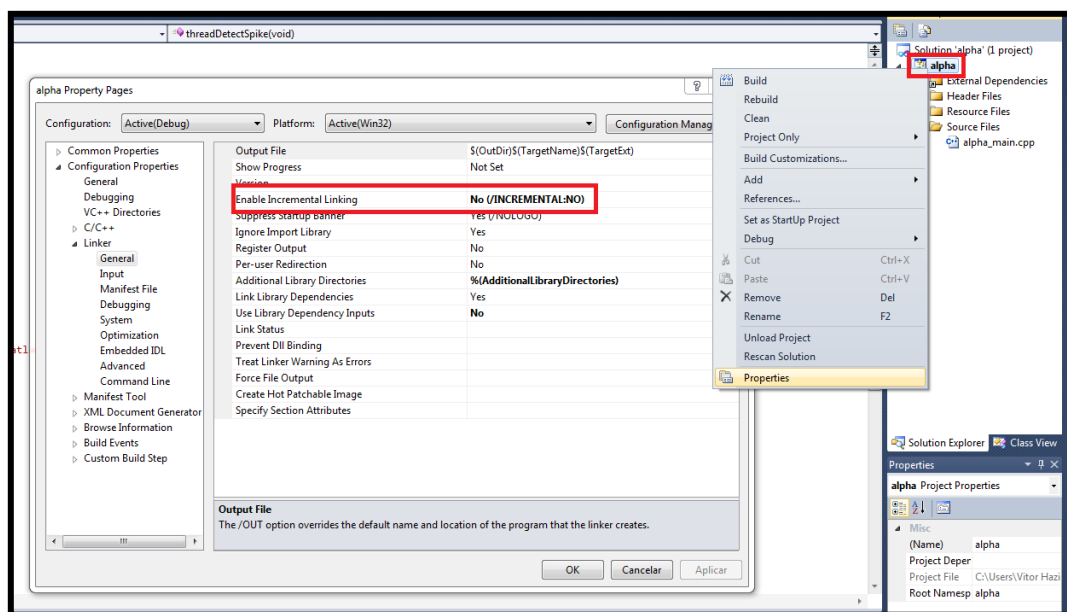 threadDetectSpike(void)
alpha Property Pages
?
Configuration: Active(Debug) Platform: Active(Win32) Configuration Manag
Common Properties
Configuration Properties
General
Debugging
VC++ Directories
C/C++
Linker
General
Input
Manifest File
Debugging
System
Optimization
Embedded IDL
Advanced
Command Line
Manifest Tool
XML Document Generator
Browse Information
Build Events
Custom Build Step
Output File $(OutDir)$(TargetName)$(TargetExt)
Show Progress Not Set
Version
Enable Incremental Linking No (/INCREMENTAL:NO)
Suppress Startup Banner Yes (/NOLOGO)
Ignore Import Library Yes
Register Output No
Per-user Redirection No
Additional Library Directories %(AdditionalLibraryDirectories)
Link Library Dependencies Yes
Use Library Dependency Inputs No
Link Status
Prevent Dll Binding
Treat Linker Warning As Errors
Force File Output
Create Hot Patchable Image
Specify Section Attributes
Output File
The /OUT option overrides the default name and location of the program that the linker creates.
OK Cancelar Aplicar
Build
Rebuild
Clean
Project Only
Build Customizations...
Add
References...
Set as StartUp Project
Debug
Cut Ctrl+X
Paste Ctrl+V
Remove Del
Rename F2
Unload Project
Rescan Solution
Properties
Solution 'alpha' (1 project)
alpha
External Dependencies
Header Files
Resource Files
Source Files
alpha_main.cpp
Solution Explorer Class View
Properties
alpha Project Properties
Misc
(Name) alpha
Project Deper
Project File C:\Users\Vitor Hazi
Root Namesp alpha